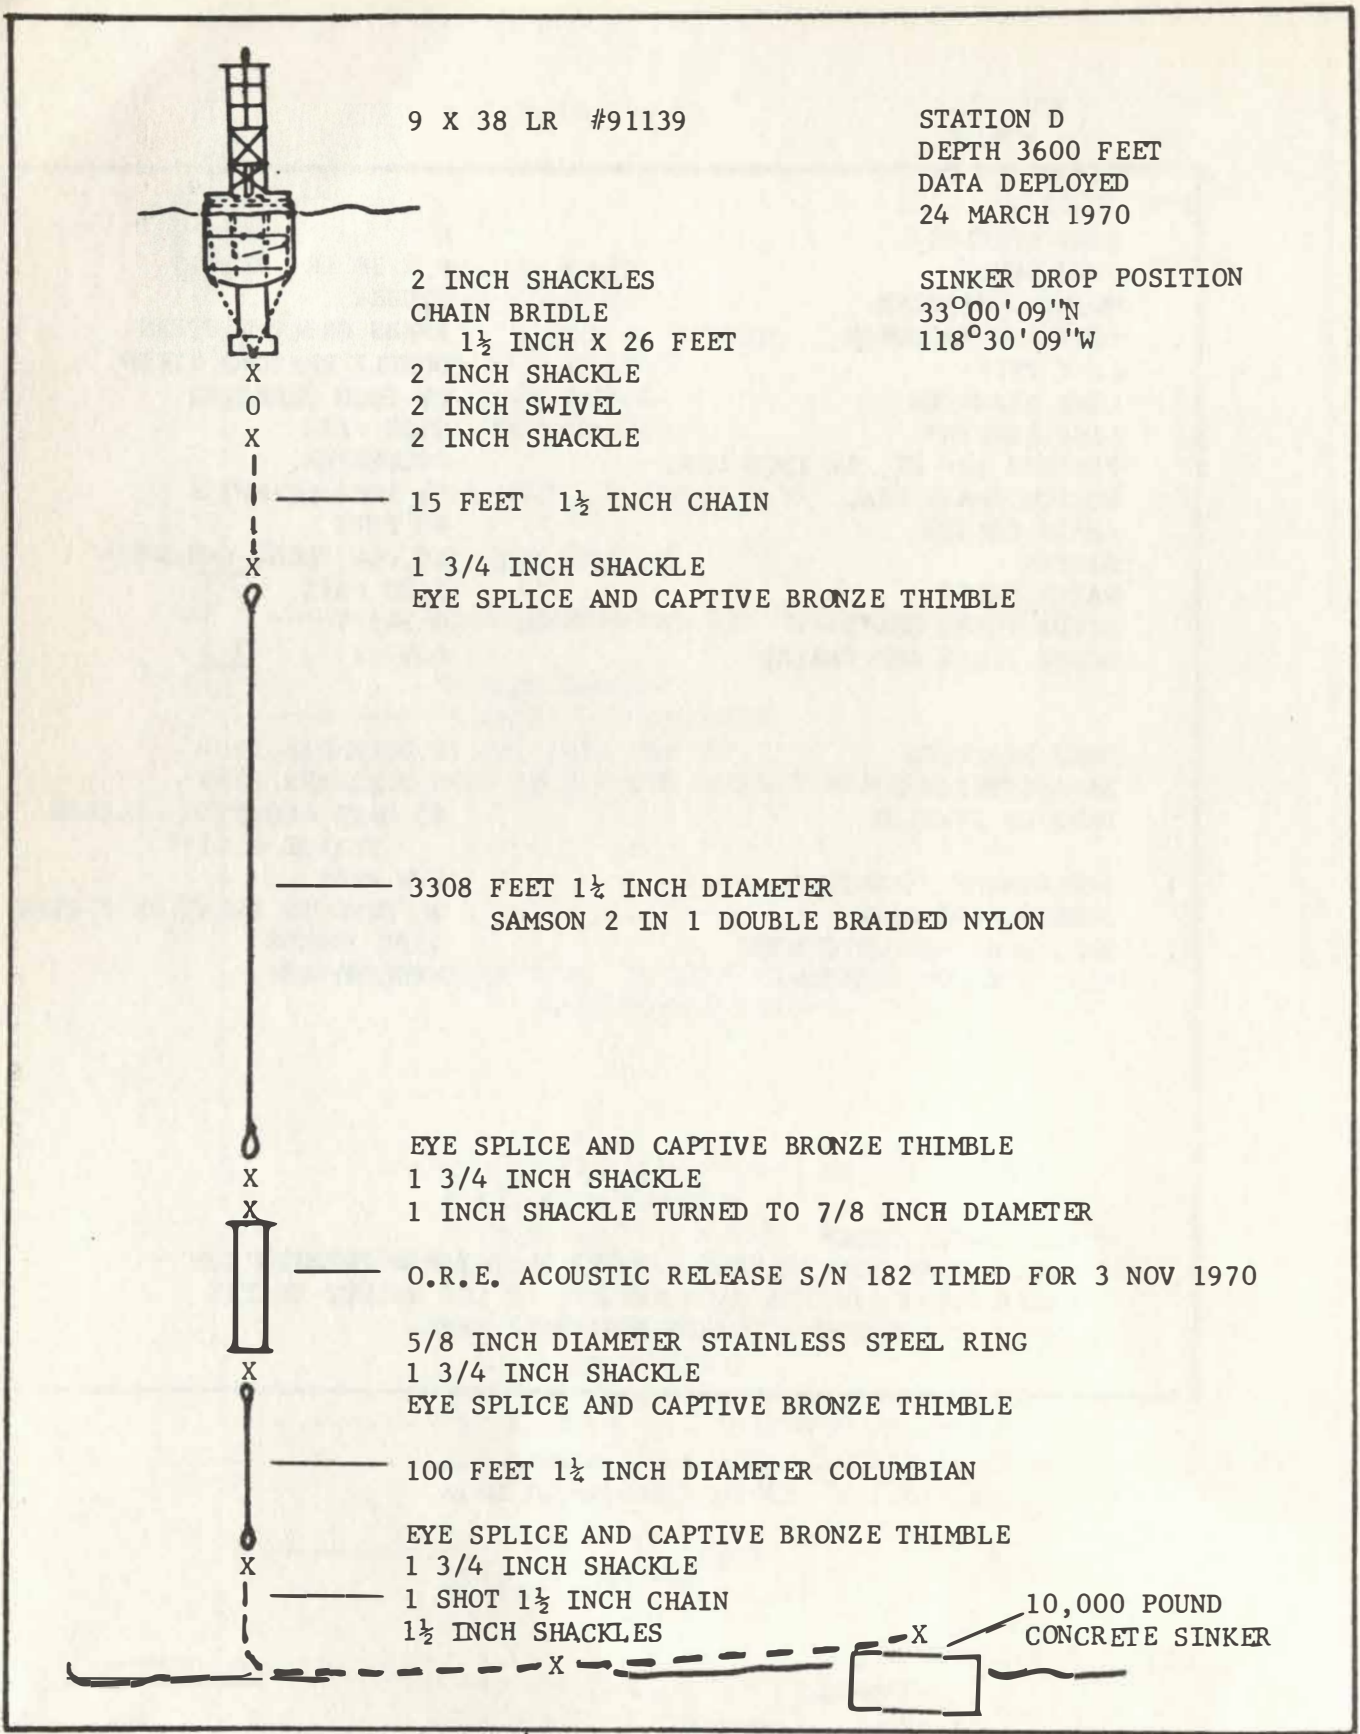 9 X 38 LR #91139
STATION D
DEPTH 3600 FEET
DATA DEPLOYED
24 MARCH 1970
2 INCH SHACKLES
CHAIN BRIDLE
1½ INCH X 26 FEET
SINKER DROP POSITION
33°00'09"N
118°30'09"W
X 2 INCH SHACKLE
O 2 INCH SWIVEL
X 2 INCH SHACKLE
15 FEET 1½ INCH CHAIN
X 1 3/4 INCH SHACKLE
EYE SPLICE AND CAPTIVE BRONZE THIMBLE
3308 FEET 1¼ INCH DIAMETER
SAMSON 2 IN 1 DOUBLE BRAIDED NYLON
EYE SPLICE AND CAPTIVE BRONZE THIMBLE
X 1 3/4 INCH SHACKLE
X 1 INCH SHACKLE TURNED TO 7/8 INCH DIAMETER
O.R.E. ACOUSTIC RELEASE S/N 182 TIMED FOR 3 NOV 1970
5/8 INCH DIAMETER STAINLESS STEEL RING
X 1 3/4 INCH SHACKLE
EYE SPLICE AND CAPTIVE BRONZE THIMBLE
100 FEET 1¼ INCH DIAMETER COLUMBIAN
EYE SPLICE AND CAPTIVE BRONZE THIMBLE
X 1 3/4 INCH SHACKLE
1 SHOT 1½ INCH CHAIN
1½ INCH SHACKLES
10,000 POUND
CONCRETE SINKER
X
X